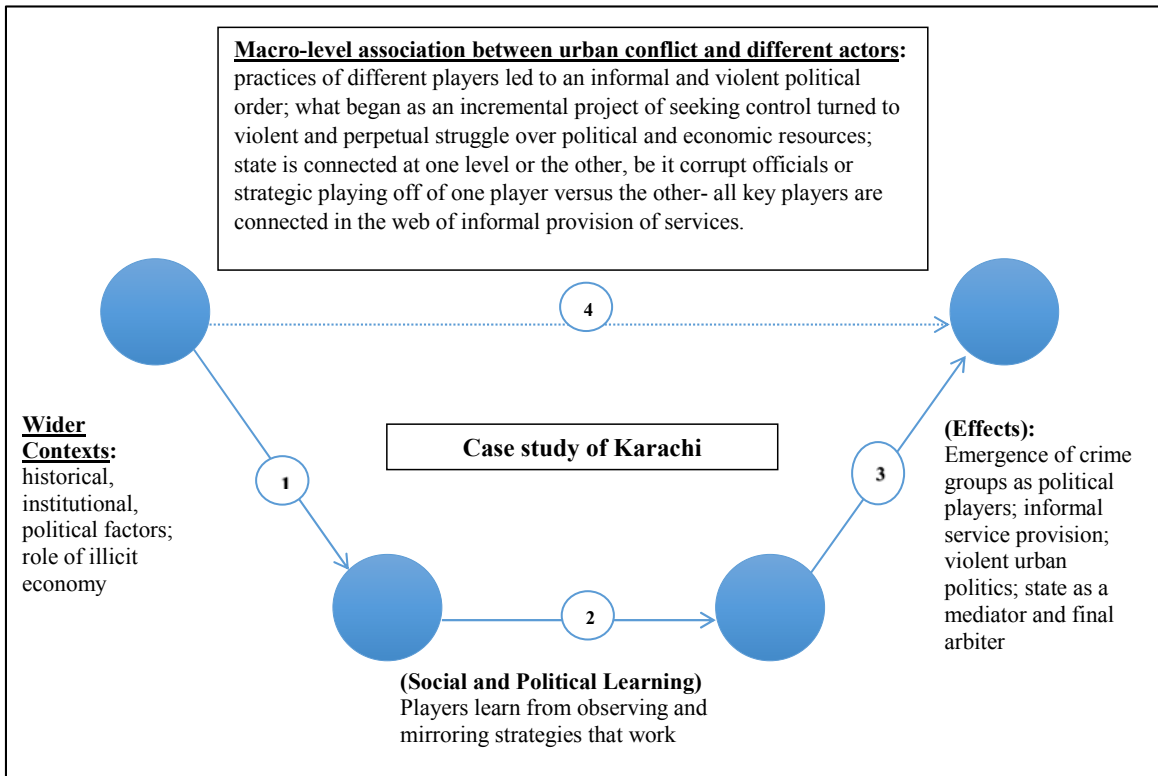 Macro-level association between urban conflict and different actors:
practices of different players led to an informal and violent political
order; what began as an incremental project of seeking control turned to
violent and perpetual struggle over political and economic resources;
state is connected at one level or the other, be it corrupt officials or
strategic playing off of one player versus the other- all key players are
connected in the web of informal provision of services.
4
Wider
Contexts:
historical,
institutional,
political factors;
role of illicit
economy
1
Case study of Karachi
3
(Effects):
Emergence of crime
groups as political
players; informal
service provision;
violent urban
politics; state as a
mediator and final
arbiter
2
(Social and Political Learning)
Players learn from observing and
mirroring strategies that work